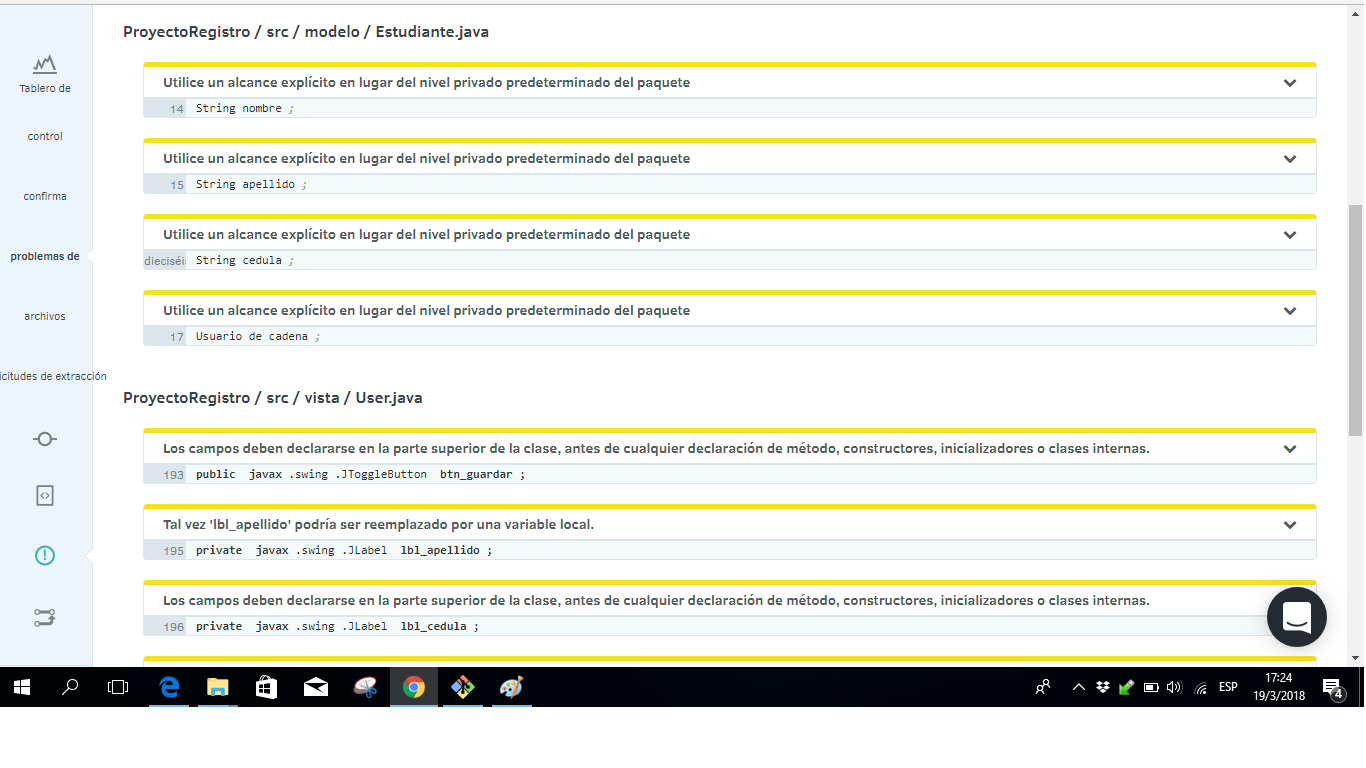 ProyectoRegistro / src / modelo / Estudiante.java
Tablero de
control
confirma
problemas de
archivos
icitudes de extracción
Utilice un alcance explícito en lugar del nivel privado predeterminado del paquete
14 String nombre ;
Utilice un alcance explícito en lugar del nivel privado predeterminado del paquete
15 String apellido ;
Utilice un alcance explícito en lugar del nivel privado predeterminado del paquete
dieciséi String cedula ;
Utilice un alcance explícito en lugar del nivel privado predeterminado del paquete
17 Usuario de cadena ;
ProyectoRegistro / src / vista / User.java
Los campos deben declararse en la parte superior de la clase, antes de cualquier declaración de método, constructores, inicializadores o clases internas.
193 public javax .swing .JToggleButton btn_guardar ;
Tal vez 'lbl_apellido' podría ser reemplazado por una variable local.
195 private javax .swing .JLabel lbl_apellido ;
Los campos deben declararse en la parte superior de la clase, antes de cualquier declaración de método, constructores, inicializadores o clases internas.
196 private javax .swing .JLabel lbl_cedula ;
ESP
17:24
19/3/2018
4